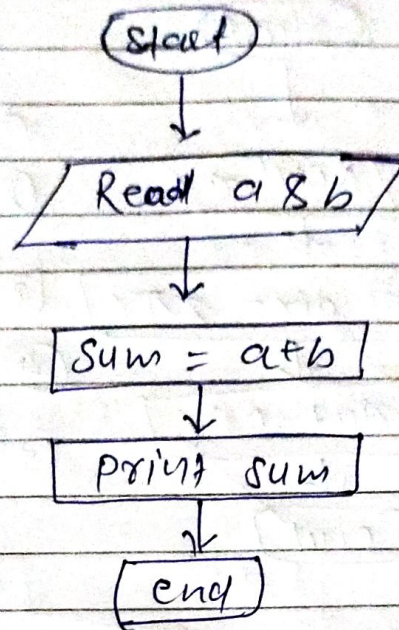 Start
Read a & b
Sum = a+b
print sum
end